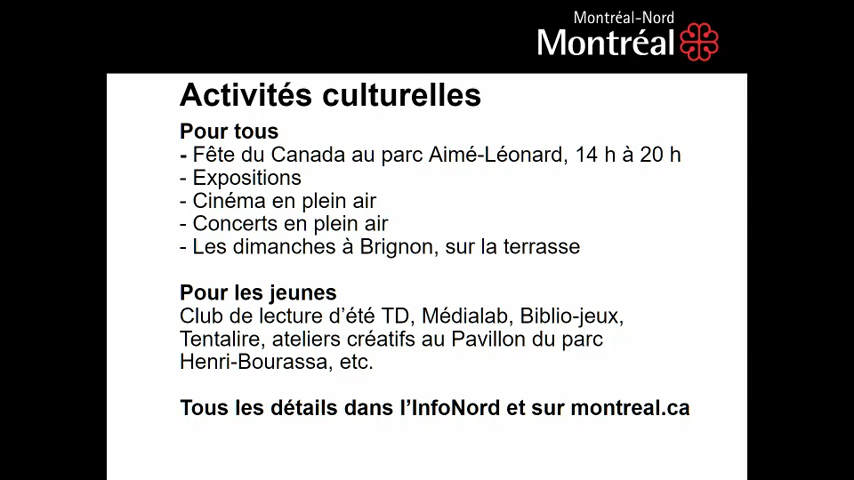 Montréal-Nord
Montréal
Activités culturelles
Pour tous
- Fête du Canada au parc Aimé-Léonard, 14 h à 20 h
- Expositions
- Cinéma en plein air
- Concerts en plein air
- Les dimanches à Brignon, sur la terrasse
Pour les jeunes
Club de lecture d’été TD, Médialab, Biblio-jeux,
Tentalire, ateliers créatifs au Pavillon du parc
Henri-Bourassa, etc.
Tous les détails dans l’InfoNord et sur montreal.ca